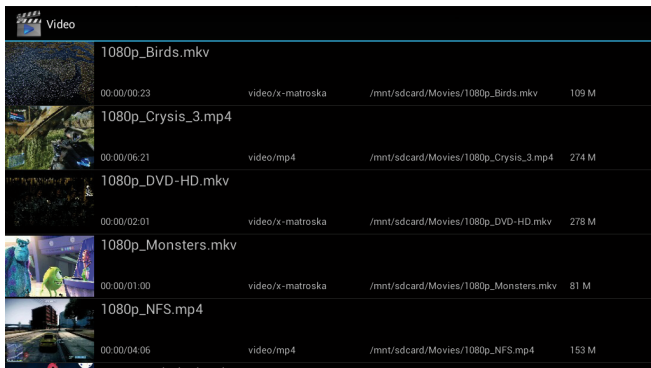 Video
1080p_Birds.mkv
00:00/00:23 video/x-matroska /mnt/sdcard/Movies/1080p_Birds.mkv 109 M
1080p_Crysis_3.mp4
00:00/06:21 video/mp4 /mnt/sdcard/Movies/1080p_Crysis_3.mp4 274 M
1080p_DVD-HD.mkv
00:00/02:01 video/x-matroska /mnt/sdcard/Movies/1080p_DVD-HD.mkv 278 M
1080p_Monsters.mkv
00:00/01:00 video/x-matroska /mnt/sdcard/Movies/1080p_Monsters.mkv 81 M
1080p_NFS.mp4
00:00/04:06 video/mp4 /mnt/sdcard/Movies/1080p_NFS.mp4 153 M